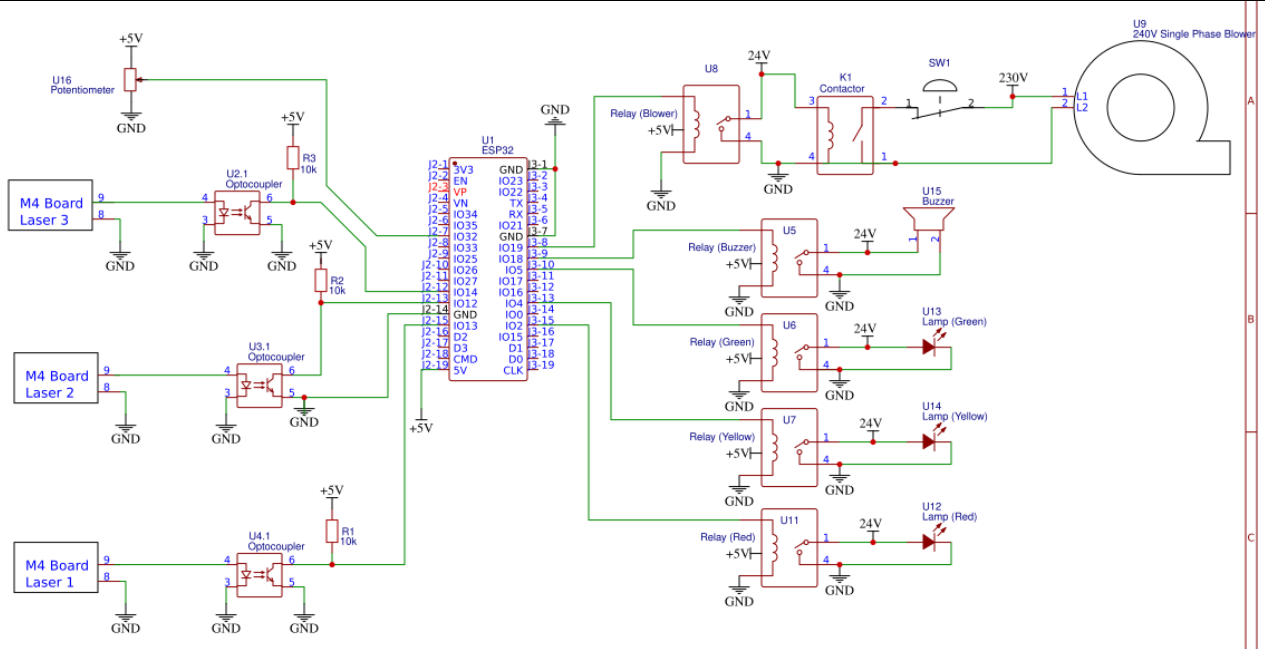 U9
240V Single Phase Blower
+5V
U16
Potentiometer
GND
24V
SW1
U8
K1
Contactor
230V
A
3
2
1
2
1
L1
2
L2
Relay (Blower)
+5V
1
4
4
1
GND
GND
GND
+5V
R3
10k
U1
ESP32
U2.1
Optocoupler
M4 Board
Laser 3
9
8
4
3
6
5
GND
GND
GND
J2-1
J2-2
J2-3
J2-4
J2-5
J2-6
J2-7
J2-8
J2-9
J2-10
J2-11
J2-12
J2-13
J2-14
J2-15
J2-16
J2-17
J2-18
J2-19
3V3
EN
VP
VN
IO34
IO35
IO32
IO33
IO25
IO26
IO27
IO14
IO12
GND
IO13
D2
D3
CMD
5V
GND
IO23
IO22
TX
RX
IO21
GND
IO19
IO18
IO5
IO17
IO16
IO4
IO0
IO2
IO15
D1
D0
CLK
J3-1
J3-2
J3-3
J3-4
J3-5
J3-6
J3-7
J3-8
J3-9
J3-10
J3-11
J3-12
J3-13
J3-14
J3-15
J3-16
J3-17
J3-18
J3-19
+5V
U15
Buzzer
U5
Relay (Buzzer)
+5V
1
4
24V
1
2
GND
GND
+5V
R2
10k
U3.1
Optocoupler
M4 Board
Laser 2
9
8
4
3
6
5
GND
GND
GND
B
U6
Relay (Green)
+5V
1
4
24V
U13
Lamp (Green)
GND
GND
U7
Relay (Yellow)
+5V
1
4
24V
U14
Lamp (Yellow)
GND
GND
+5V
R1
10k
U4.1
Optocoupler
M4 Board
Laser 1
9
8
4
3
6
5
GND
GND
GND
U11
Relay (Red)
+5V
1
4
24V
U12
Lamp (Red)
GND
GND
C